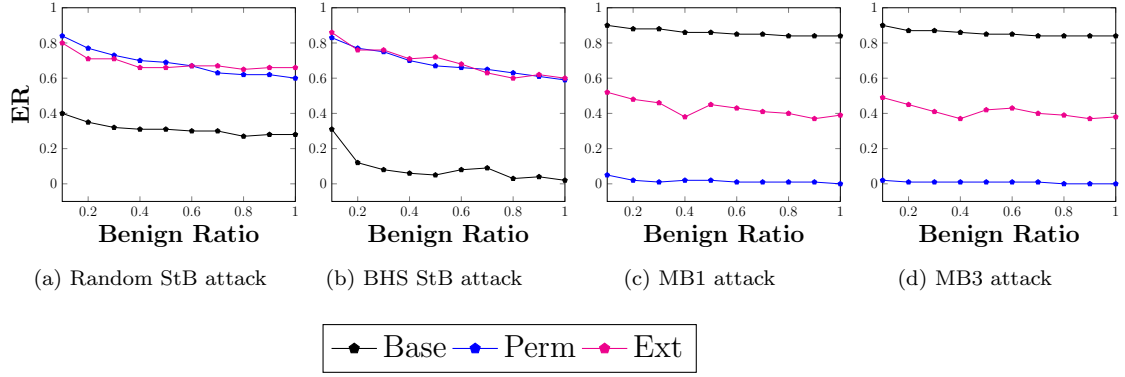 ER
1
0.8
0.6
0.4
0.2
0
0.2 0.4 0.6 0.8 1
Benign Ratio
(a) Random StB attack
1
0.8
0.6
0.4
0.2
0
0.2 0.4 0.6 0.8 1
Benign Ratio
(b) BHS StB attack
1
0.8
0.6
0.4
0.2
0
0.2 0.4 0.6 0.8 1
Benign Ratio
(c) MB1 attack
1
0.8
0.6
0.4
0.2
0
0.2 0.4 0.6 0.8 1
Benign Ratio
(d) MB3 attack
Base Perm Ext